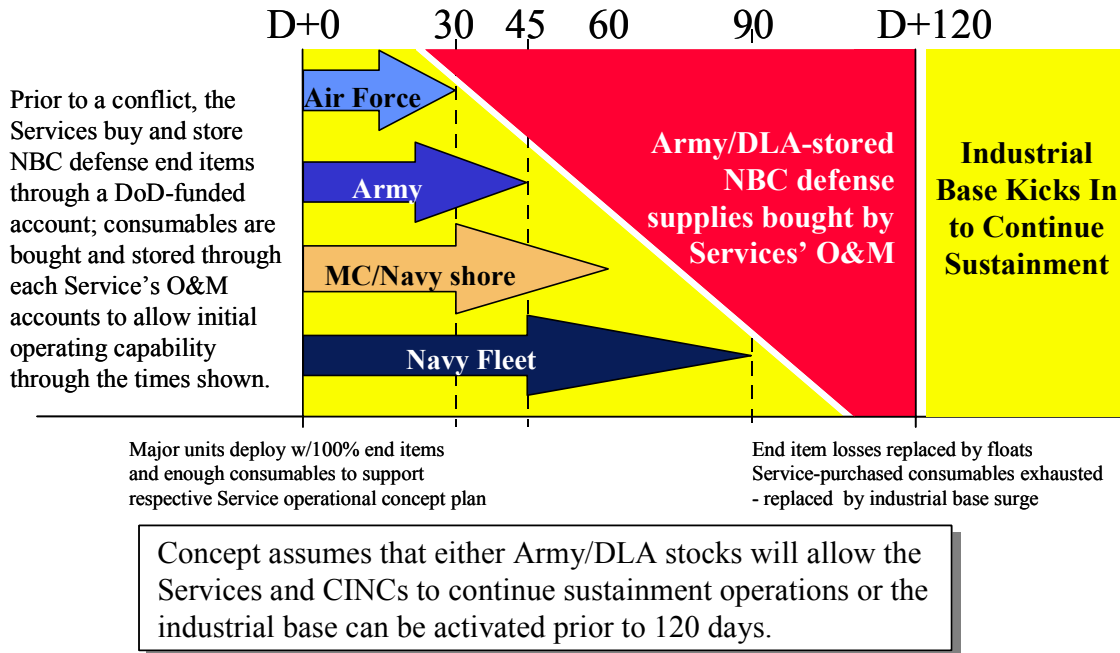 D+0 30 45 60 90 D+120
Prior to a conflict, the
Services buy and store
NBC defense end items
through a DoD-funded
account; consumables are
bought and stored through
each Service’s O&M
accounts to allow initial
operating capability
through the times shown.
Air Force
Army
MC/Navy shore
Navy Fleet
Army/DLA-stored
NBC defense
supplies bought by
Services’ O&M
Industrial
Base Kicks In
to Continue
Sustainment
Major units deploy w/100% end items
and enough consumables to support
respective Service operational concept plan
End item losses replaced by floats
Service-purchased consumables exhausted
- replaced by industrial base surge
Concept assumes that either Army/DLA stocks will allow the
Services and CINCs to continue sustainment operations or the
industrial base can be activated prior to 120 days.